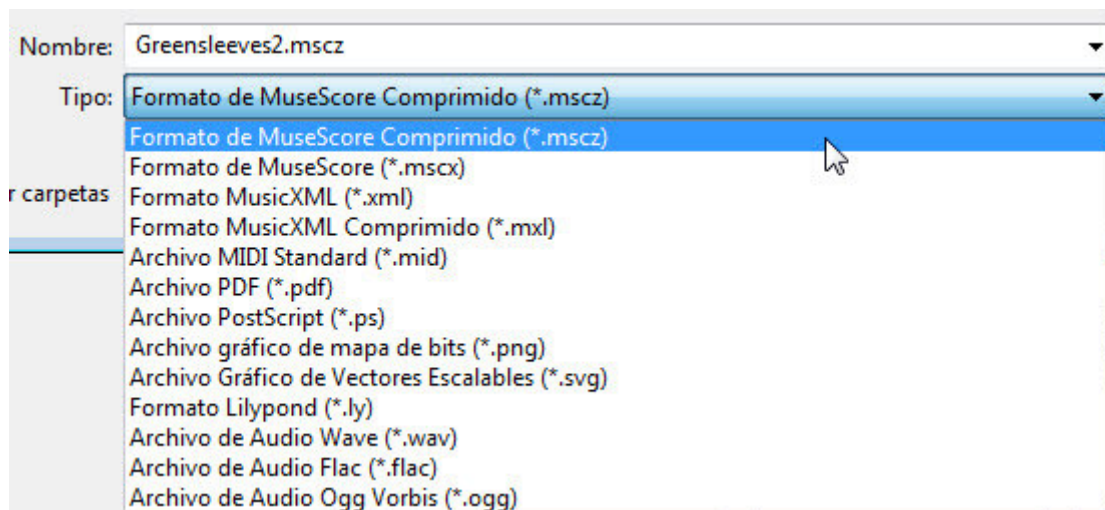 Nombre: Greensleeves2.mscz
Tipo: Formato de MuseScore Comprimido (*.mscz)
Formato de MuseScore Comprimido (*.mscz)
Formato de MuseScore (*.mscx)
r carpetas
Formato MusicXML (*.xml)
Formato MusicXML Comprimido (*.mxl)
Archivo MIDI Standard (*.mid)
Archivo PDF (*.pdf)
Archivo PostScript (*.ps)
Archivo gráfico de mapa de bits (*.png)
Archivo Gráfico de Vectores Escalables (*.svg)
Formato Lilypond (*.ly)
Archivo de Audio Wave (*.wav)
Archivo de Audio Flac (*.flac)
Archivo de Audio Ogg Vorbis (*.ogg)